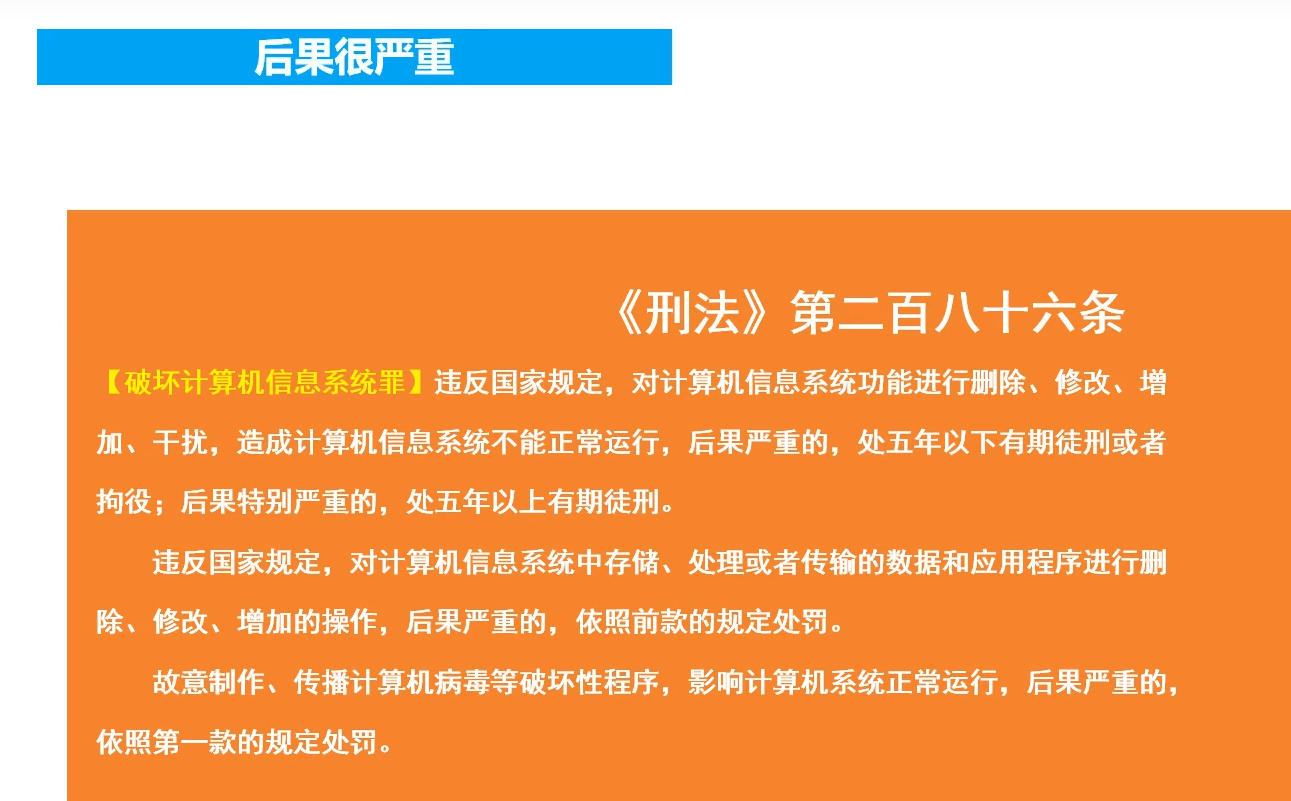 后果很严重
《刑法》第二百八十六条
【破坏计算机信息系统罪】违反国家规定，对计算机信息系统功能进行删除、修改、增
加、干扰，造成计算机信息系统不能正常运行，后果严重的，处五年以下有期徒刑或者
拘役；后果特别严重的，处五年以上有期徒刑。
违反国家规定，对计算机信息系统中存储、处理或者传输的数据和应用程序进行删
除、修改、增加的操作，后果严重的，依照前款的规定处罚。
故意制作、传播计算机病毒等破坏性程序，影响计算机系统正常运行，后果严重的，
依照第一款的规定处罚。